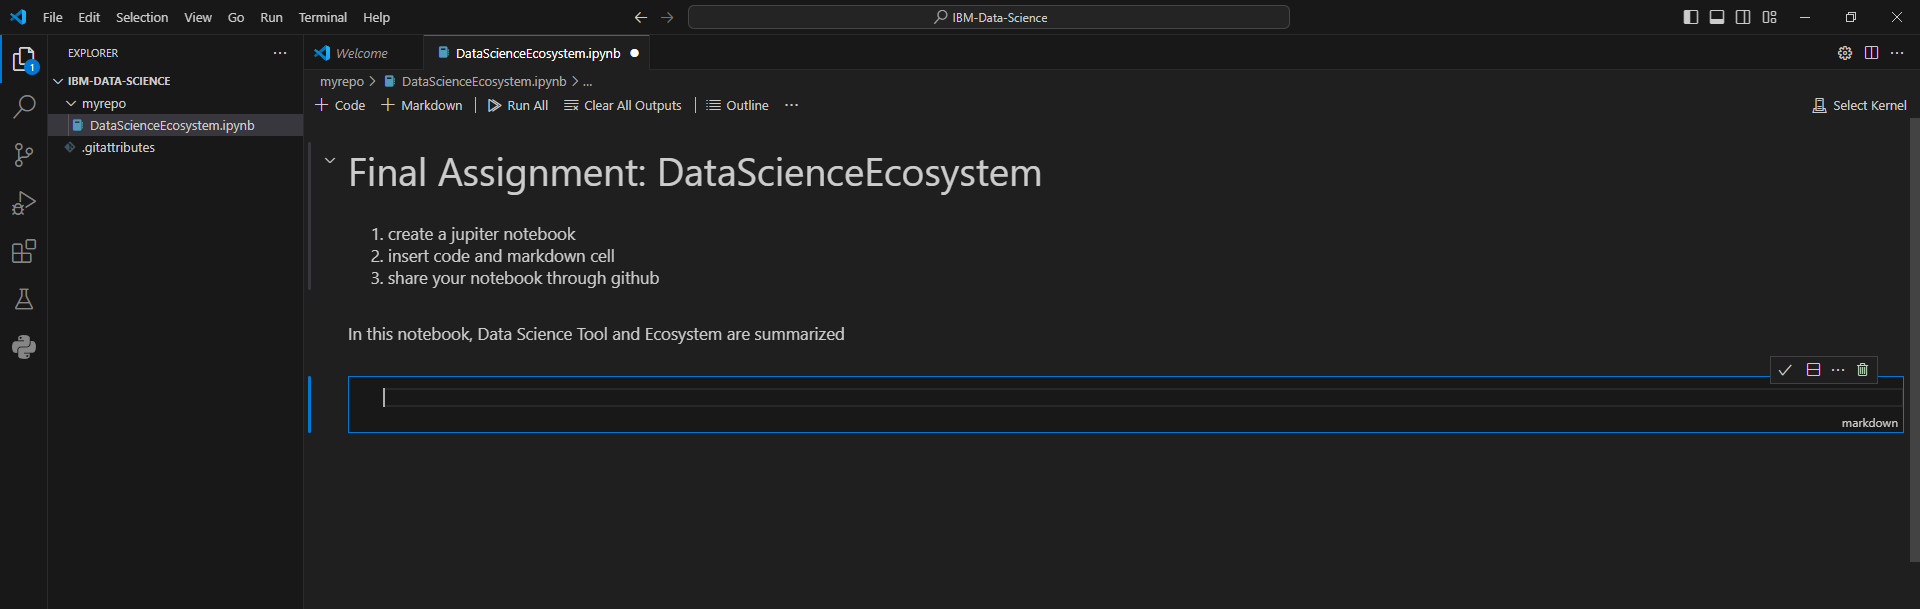 File Edit Selection View Go Run Terminal Help
IBM-Data-Science
EXPLORER
1
IBM-DATA-SCIENCE
myrepo
DataScienceEcosystem.ipynb
.gitattributes
Welcome
DataScienceEcosystem.ipynb
myrepo > DataScienceEcosystem.ipynb > ...
+ Code + Markdown | Run All Clear All Outputs | Outline ...
Select Kernel
Final Assignment: DataScienceEcosystem
1. create a jupiter notebook
2. insert code and markdown cell
3. share your notebook through github
In this notebook, Data Science Tool and Ecosystem are summarized
markdown